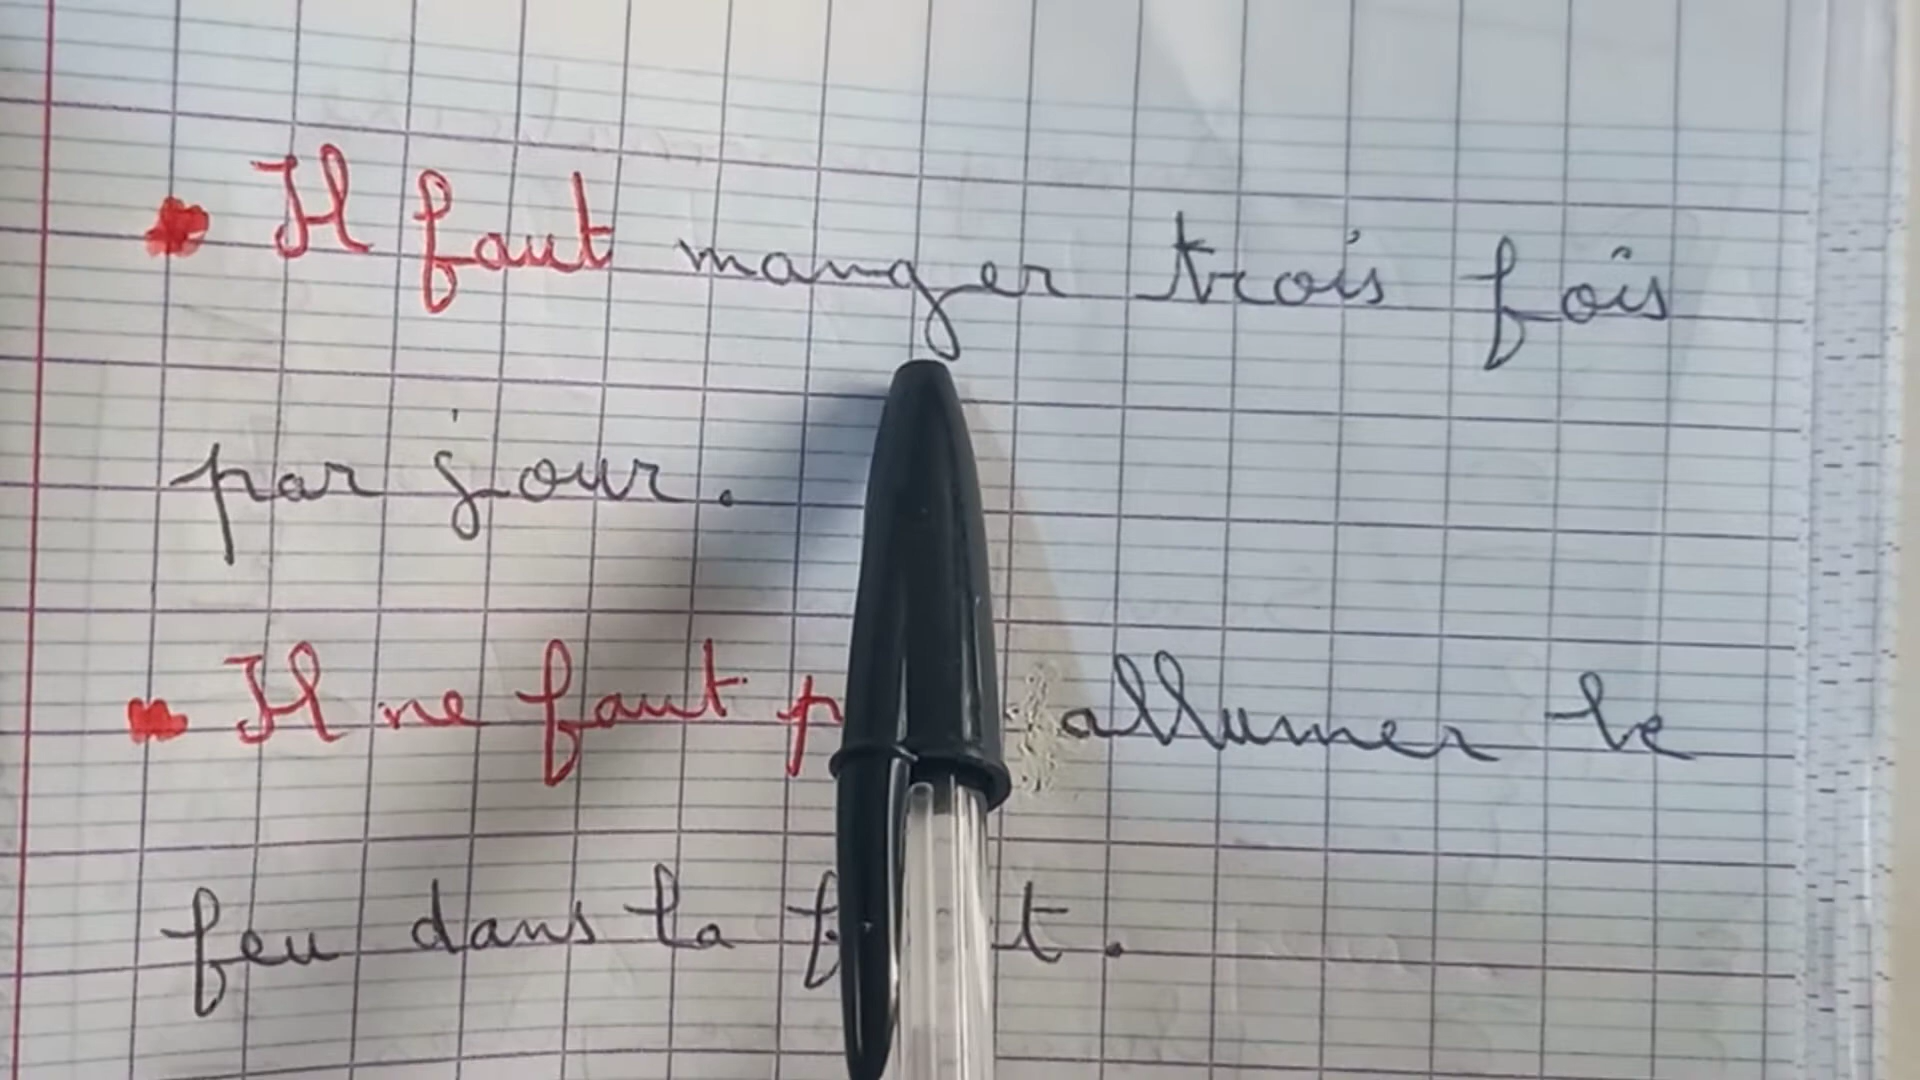 Il faut manger trois fois
par jour.
Il ne faut allumer le
feu dans la